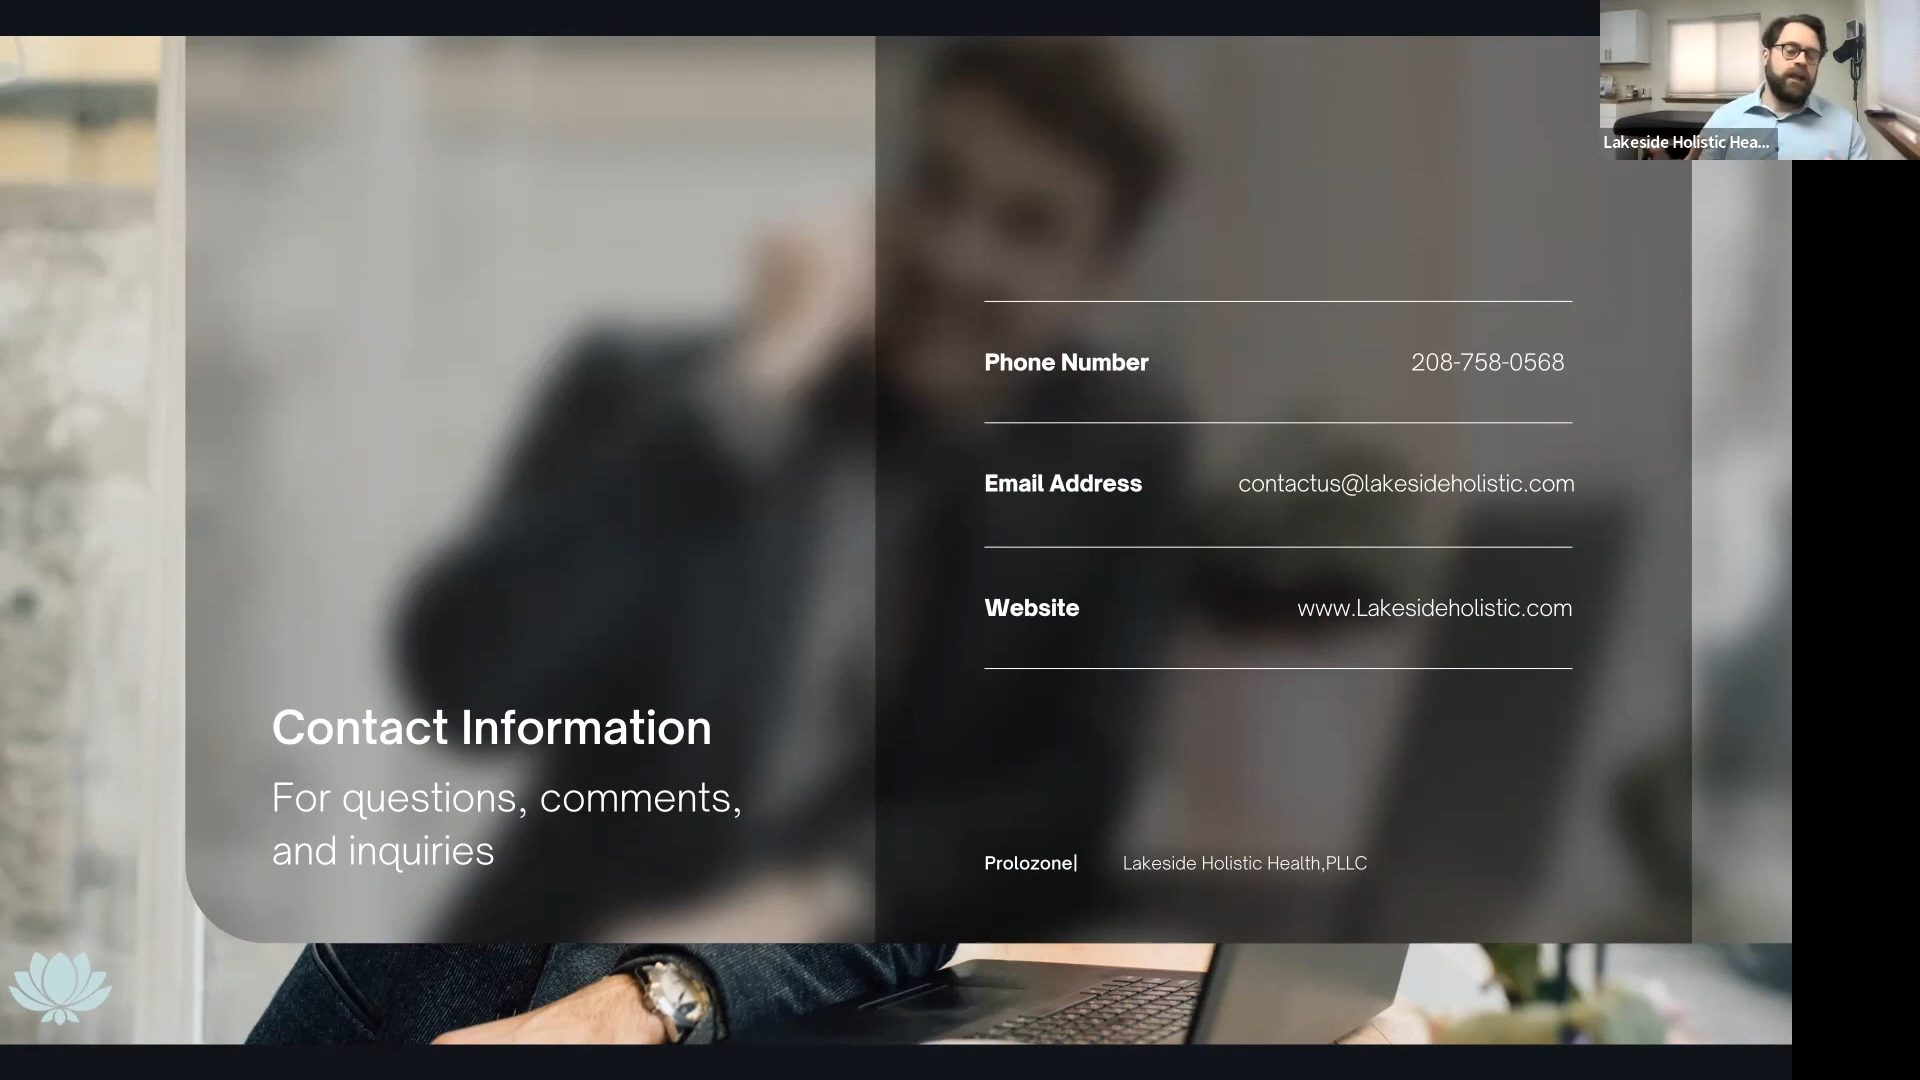 Lakeside Holistic Hea...
Phone Number 208-758-0568
Email Address contactus@lakesideholistic.com
Website www.Lakesideholistic.com
Contact Information
For questions, comments,
and inquiries
Prolozone| Lakeside Holistic Health,PLLC